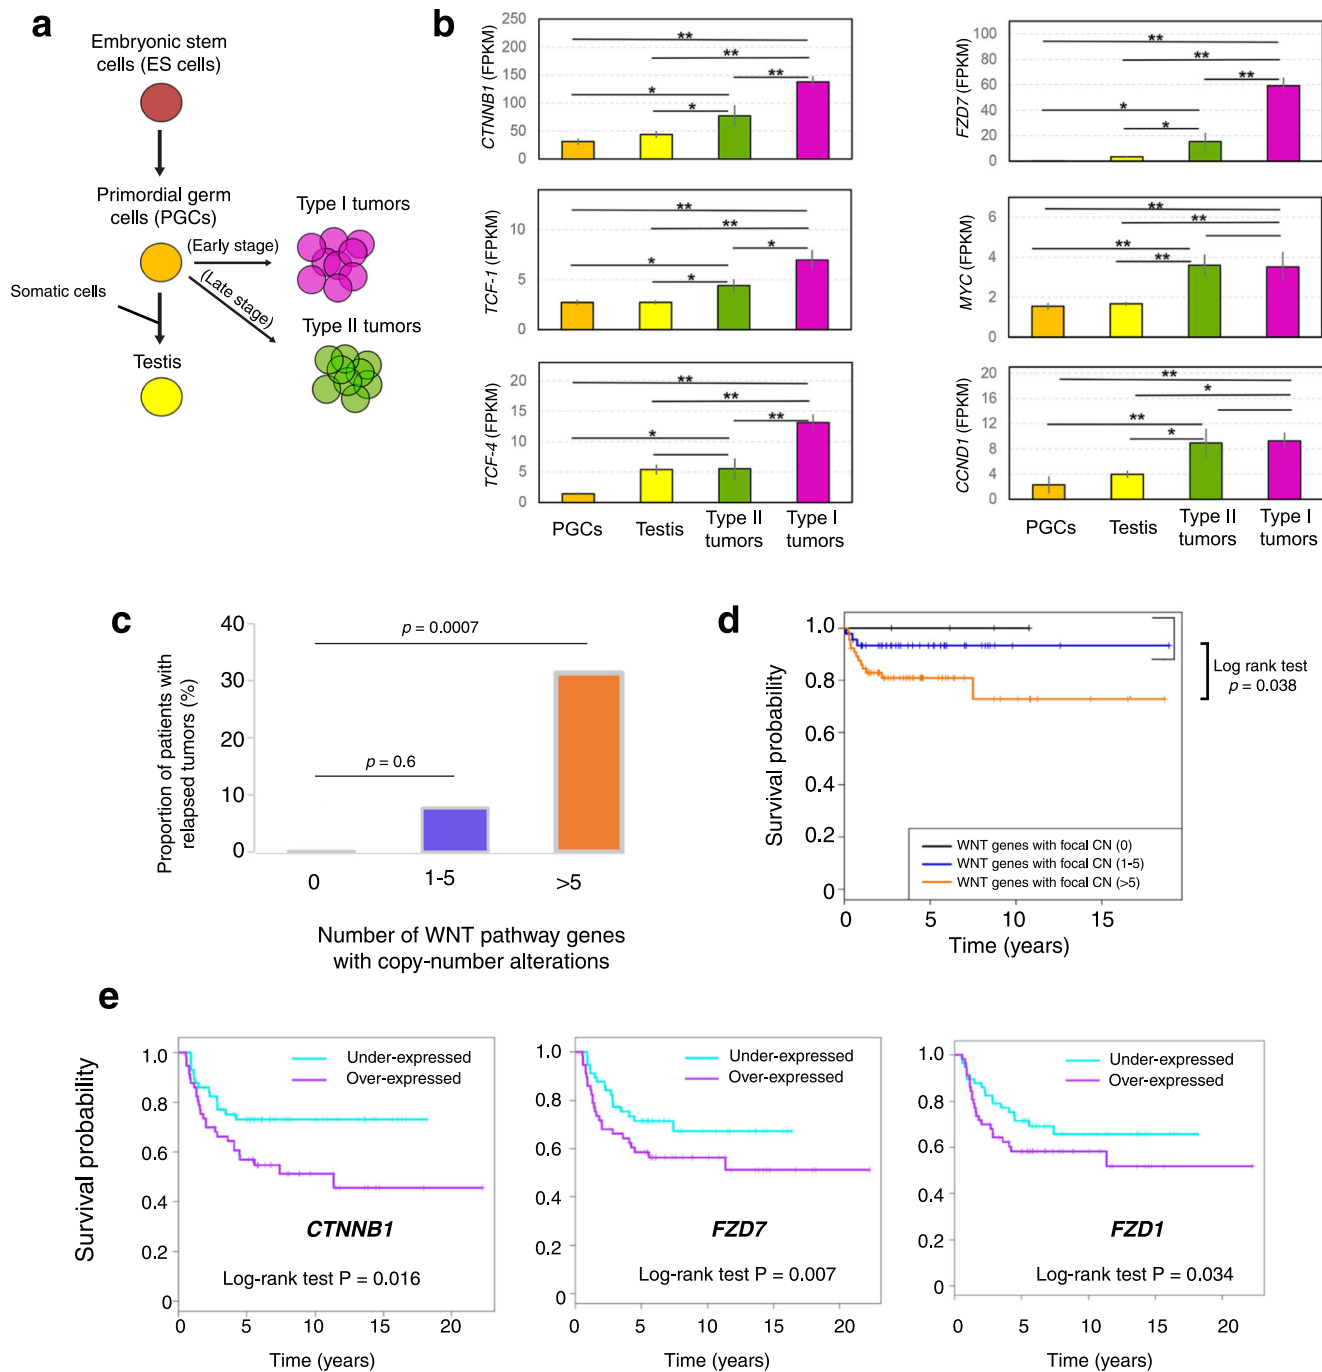 a
Embryonic stem
cells (ES cells)
Primordial germ
cells (PGCs)
Type I tumors
(Early stage)
(Late stage)
Somatic cells
Type II tumors
Testis
b
CTNNB1 (FPKM)
250
200
150
100
50
0
**
**
**
*
*
FZD7 (FPKM)
100
80
60
40
20
0
**
**
**
*
*
TCF-1 (FPKM)
10
5
0
**
**
*
*
*
MYC (FPKM)
6
4
2
0
**
**
**
**
TCF-4 (FPKM)
20
15
10
5
0
**
**
**
*
CCND1 (FPKM)
20
16
12
8
4
0
**
*
**
*
PGCs
Testis
Type II
tumors
Type I
tumors
PGCs
Testis
Type II
tumors
Type I
tumors
c
Proportion of patients with
relapsed tumors (%)
40
30
20
10
0
p = 0.0007
p = 0.6
0
1-5
>5
Number of WNT pathway genes
with copy-number alterations
d
Survival probability
1.0
0.8
0.6
0.4
0.2
0
Log rank test
p = 0.038
WNT genes with focal CN (0)
WNT genes with focal CN (1-5)
WNT genes with focal CN (>5)
0
5
10
15
Time (years)
e
Survival probability
1.0
0.8
0.6
0.4
0.2
0
Under-expressed
Over-expressed
CTNNB1
Log-rank test P = 0.016
0
5
10
15
20
Time (years)
1.0
0.8
0.6
0.4
0.2
0
Under-expressed
Over-expressed
FZD7
Log-rank test P = 0.007
0
5
10
15
20
Time (years)
1.0
0.8
0.6
0.4
0.2
0
Under-expressed
Over-expressed
FZD1
Log-rank test P = 0.034
0
5
10
15
20
Time (years)